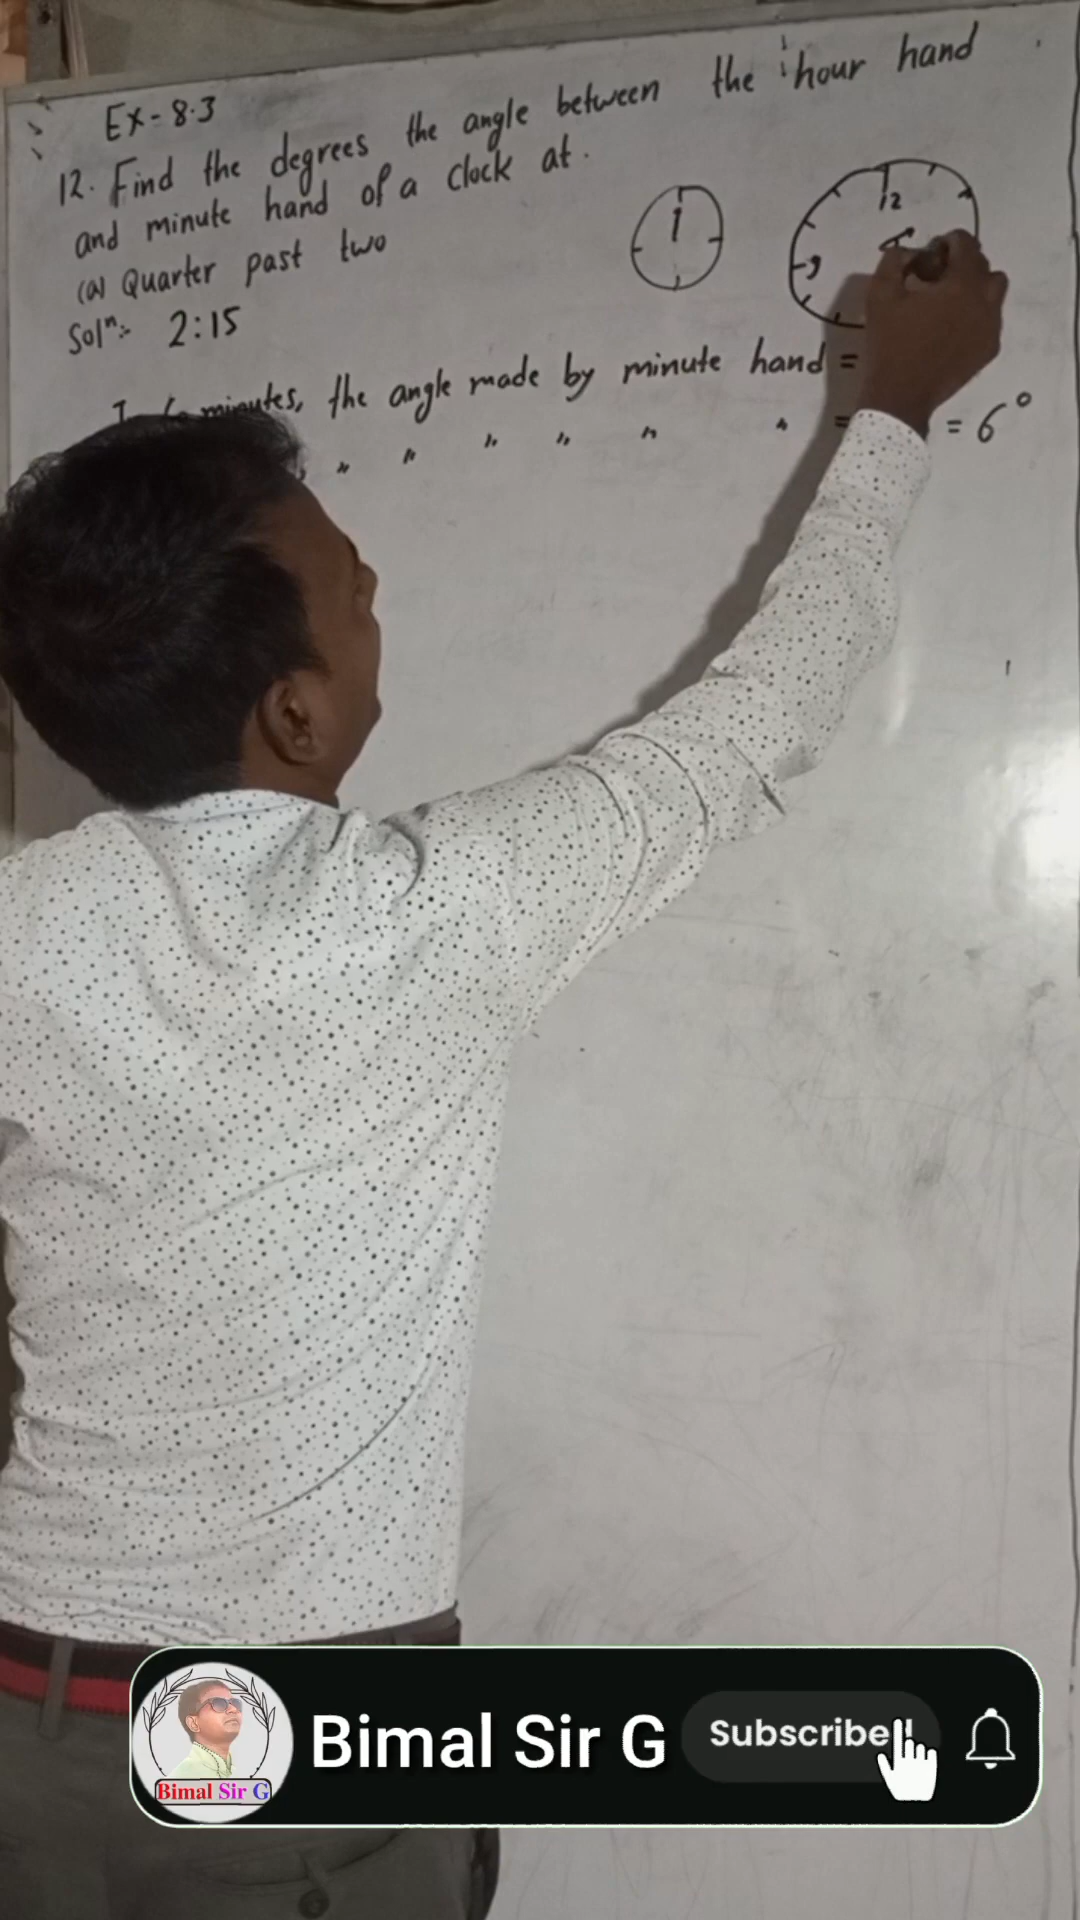 Ex-8.3
12. Find the degrees the angle between the hour hand
and minute hand of a clock at.
(a) Quarter past two
Solⁿ:- 2:15
12
9
minutes, the angle made by minute hand =
" " " " " " = = 6°
Bimal Sir G
Bimal Sir G
Subscribe